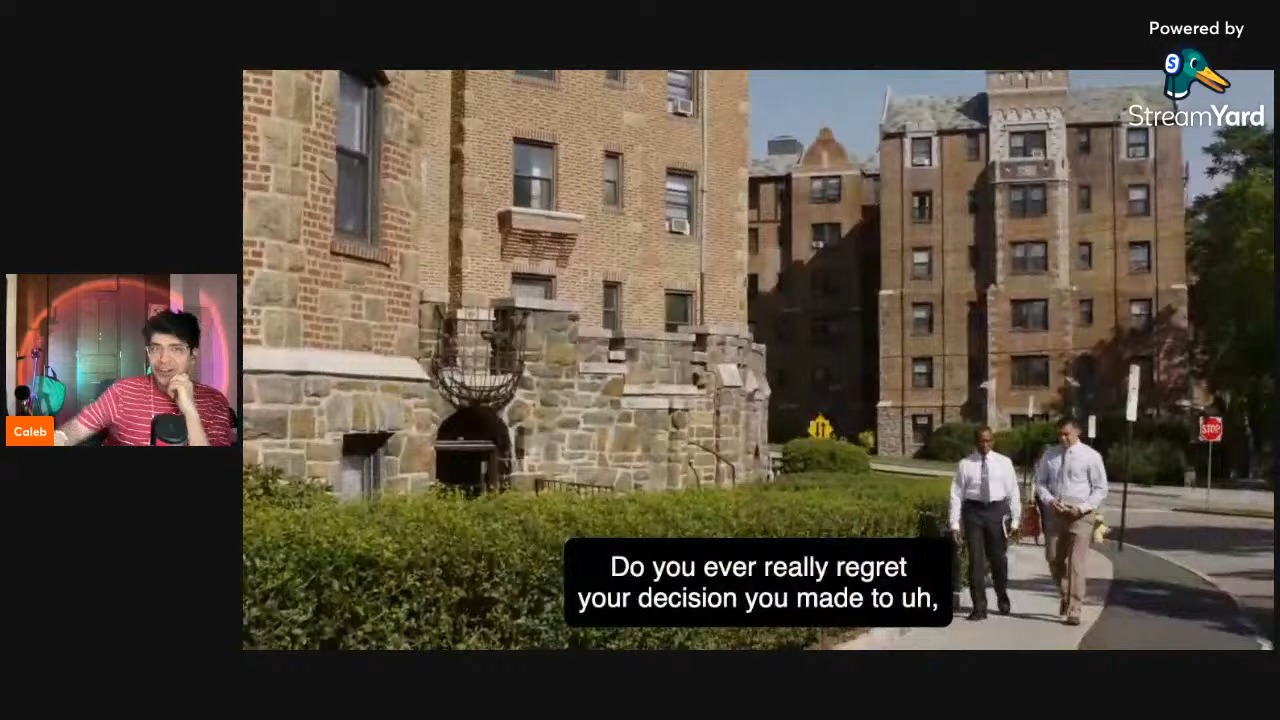 Powered by
S
StreamYard
Caleb
STOP
Do you ever really regret
your decision you made to uh,